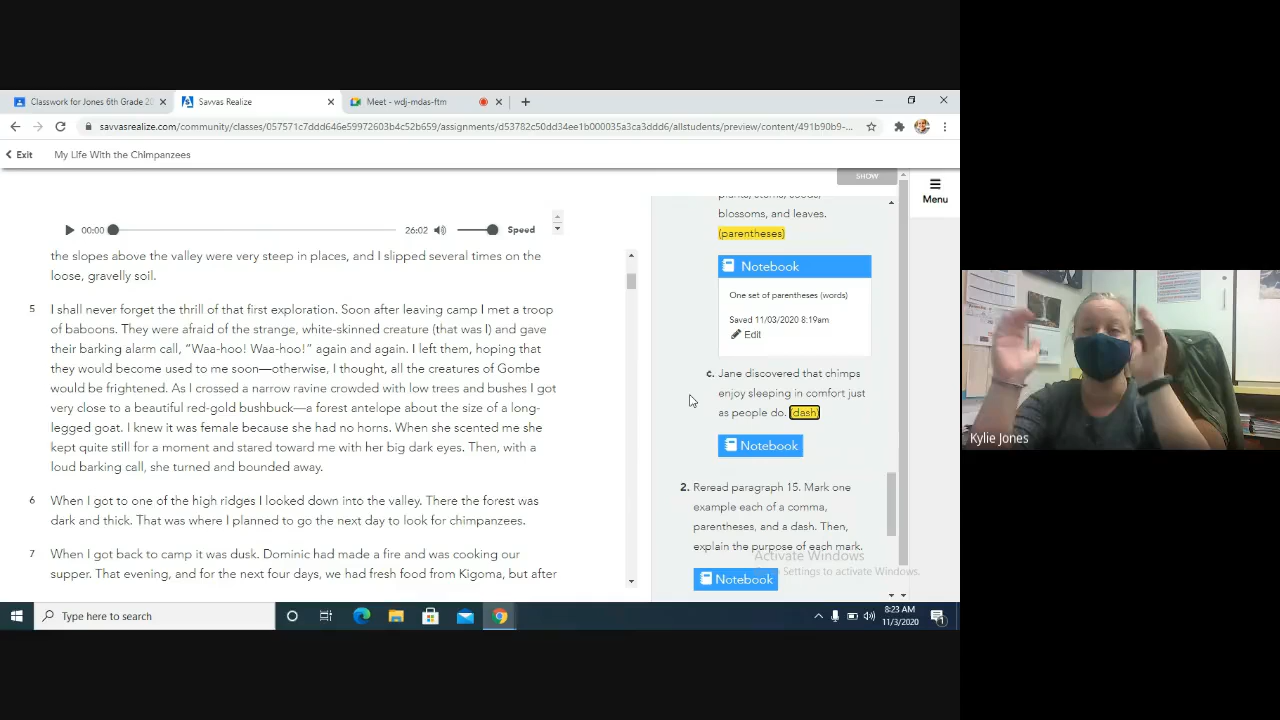 Classwork for Jones 6th Grade 20
Savvas Realize
Meet - wdj-mdas-ftm
savvasrealize.com/community/classes/057571c7ddd646e59972603b4c52b659/assignments/d53782c50dd34ee1b000035a3ca3ddd6/allstudents/preview/content/491b90b9-...
Exit
My Life With the Chimpanzees
SHOW
Menu
00:00
26:02
Speed
the slopes above the valley were very steep in places, and I slipped several times on the
loose, gravelly soil.
5 I shall never forget the thrill of that first exploration. Soon after leaving camp I met a troop
of baboons. They were afraid of the strange, white-skinned creature (that was I) and gave
their barking alarm call, “Waa-hoo! Waa-hoo!” again and again. I left them, hoping that
they would become used to me soon—otherwise, I thought, all the creatures of Gombe
would be frightened. As I crossed a narrow ravine crowded with low trees and bushes I got
very close to a beautiful red-gold bushbuck—a forest antelope about the size of a long-
legged goat. I knew it was female because she had no horns. When she scented me she
kept quite still for a moment and stared toward me with her big dark eyes. Then, with a
loud barking call, she turned and bounded away.
6 When I got to one of the high ridges I looked down into the valley. There the forest was
dark and thick. That was where I planned to go the next day to look for chimpanzees.
7 When I got back to camp it was dusk. Dominic had made a fire and was cooking our
supper. That evening, and for the next four days, we had fresh food from Kigoma, but after
plants, stems, seeds,
blossoms, and leaves.
(parentheses)
Notebook
One set of parentheses (words)
Saved 11/03/2020 8:19am
Edit
c. Jane discovered that chimps
enjoy sleeping in comfort just
as people do. (dash)
Notebook
2. Reread paragraph 15. Mark one
example each of a comma,
parentheses, and a dash. Then,
explain the purpose of each mark.
Notebook
Activate Windows
Settings to activate Windows.
Kylie Jones
Type here to search
8:23 AM
11/3/2020
1